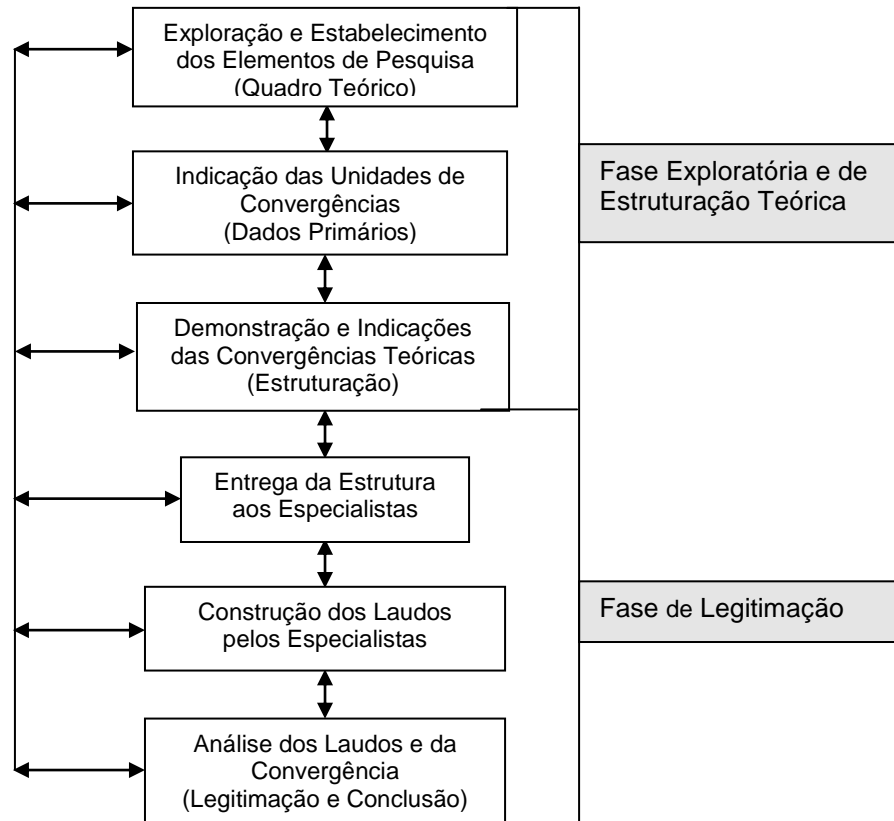 Exploração e Estabelecimento
dos Elementos de Pesquisa
(Quadro Teórico)
Indicação das Unidades de
Convergências
(Dados Primários)
Fase Exploratória e de
Estruturação Teórica
Demonstração e Indicações
das Convergências Teóricas
(Estruturação)
Entrega da Estrutura
aos Especialistas
Construção dos Laudos
pelos Especialistas
Fase de Legitimação
Análise dos Laudos e da
Convergência
(Legitimação e Conclusão)